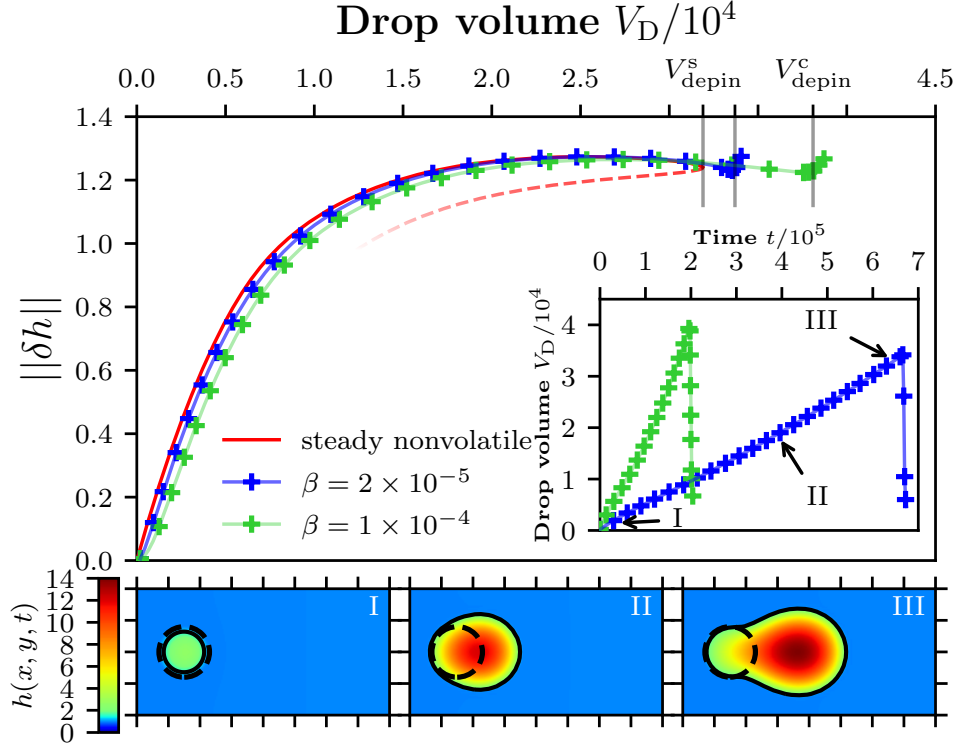 Drop volume V_D/10^4
0.0 0.5 1.0 1.5 2.0 2.5 V^s_depin V^c_depin 4.5
1.4
1.2
1.0
0.8
0.6
0.4
0.2
0.0
||δh||
steady nonvolatile
β = 2 × 10^−5
β = 1 × 10^−4
Time t/10^5
0 1 2 3 4 5 6 7
Drop volume V_D/10^4
4
3
2
1
0
III
II
I
h(x, y, t)
14
12
10
8
6
4
2
0
I
II
III